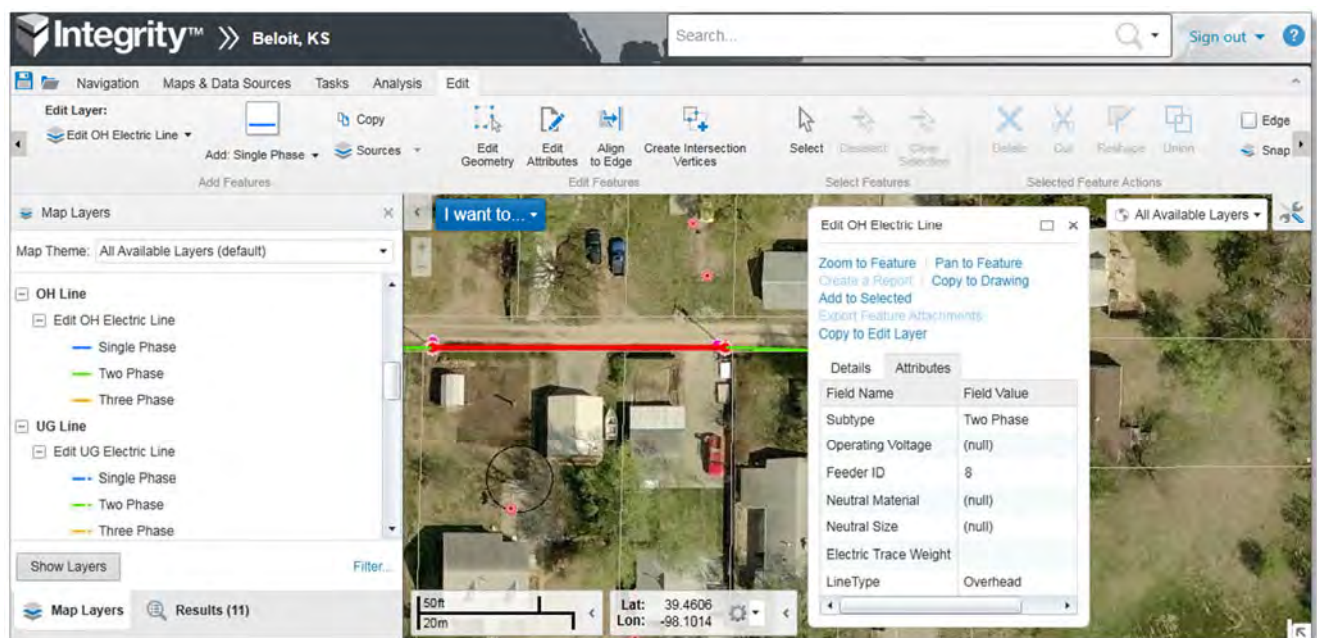 Integrity™ >> Beloit, KS
Search...
Sign out
?
Navigation Maps & Data Sources Tasks Analysis Edit
Edit Layer:
Edit OH Electric Line
Add: Single Phase
Copy
Sources
Add Features
Edit Geometry
Edit Attributes
Align to Edge
Create Intersection Vertices
Edit Features
Select
Deselect
Clear Selection
Select Features
Delete
Cut
Reshape
Union
Selected Feature Actions
Edge
Snap
Map Layers
Map Theme: All Available Layers (default)
OH Line
Edit OH Electric Line
Single Phase
Two Phase
Three Phase
UG Line
Edit UG Electric Line
Single Phase
Two Phase
Three Phase
Show Layers
Filter...
Map Layers
Results (11)
I want to...
All Available Layers
50ft
20m
Lat: 39.4606
Lon: -98.1014
Edit OH Electric Line
Zoom to Feature Pan to Feature
Create a Report Copy to Drawing
Add to Selected
Export Feature Attachments
Copy to Edit Layer
Details Attributes
Field Name Field Value
Subtype Two Phase
Operating Voltage (null)
Feeder ID 8
Neutral Material (null)
Neutral Size (null)
Electric Trace Weight
LineType Overhead